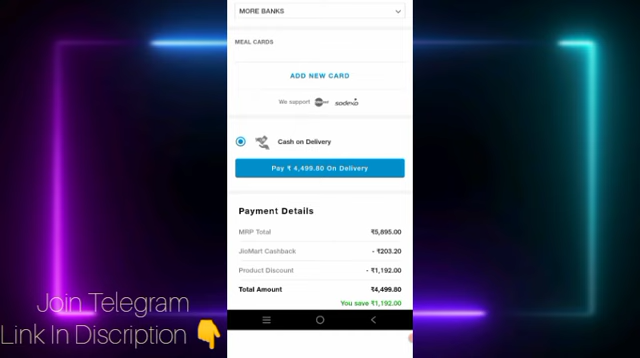 MORE BANKS
MEAL CARDS
ADD NEW CARD
We support sodexo
Cash on Delivery
Pay ₹ 4,499.80 On Delivery
Payment Details
MRP Total ₹5,895.00
JioMart Cashback - ₹203.20
Product Discount - ₹1,192.00
Total Amount ₹4,499.80
You save ₹1,192.00
Join Telegram
Link In Discription 👇